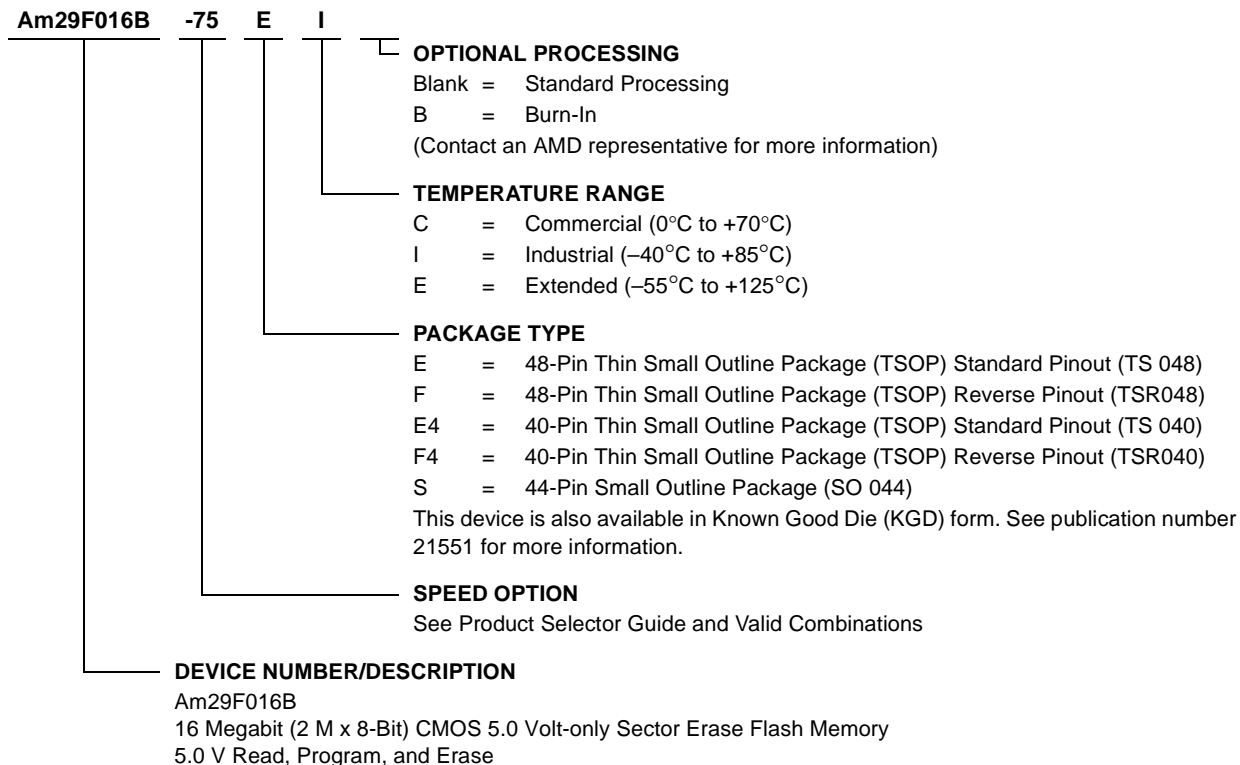 Am29F016B -75 E I
OPTIONAL PROCESSING
Blank = Standard Processing
B = Burn-In
(Contact an AMD representative for more information)
TEMPERATURE RANGE
C = Commercial (0°C to +70°C)
I = Industrial (–40°C to +85°C)
E = Extended (–55°C to +125°C)
PACKAGE TYPE
E = 48-Pin Thin Small Outline Package (TSOP) Standard Pinout (TS 048)
F = 48-Pin Thin Small Outline Package (TSOP) Reverse Pinout (TSR048)
E4 = 40-Pin Thin Small Outline Package (TSOP) Standard Pinout (TS 040)
F4 = 40-Pin Thin Small Outline Package (TSOP) Reverse Pinout (TSR040)
S = 44-Pin Small Outline Package (SO 044)
This device is also available in Known Good Die (KGD) form. See publication number
21551 for more information.
SPEED OPTION
See Product Selector Guide and Valid Combinations
DEVICE NUMBER/DESCRIPTION
Am29F016B
16 Megabit (2 M x 8-Bit) CMOS 5.0 Volt-only Sector Erase Flash Memory
5.0 V Read, Program, and Erase